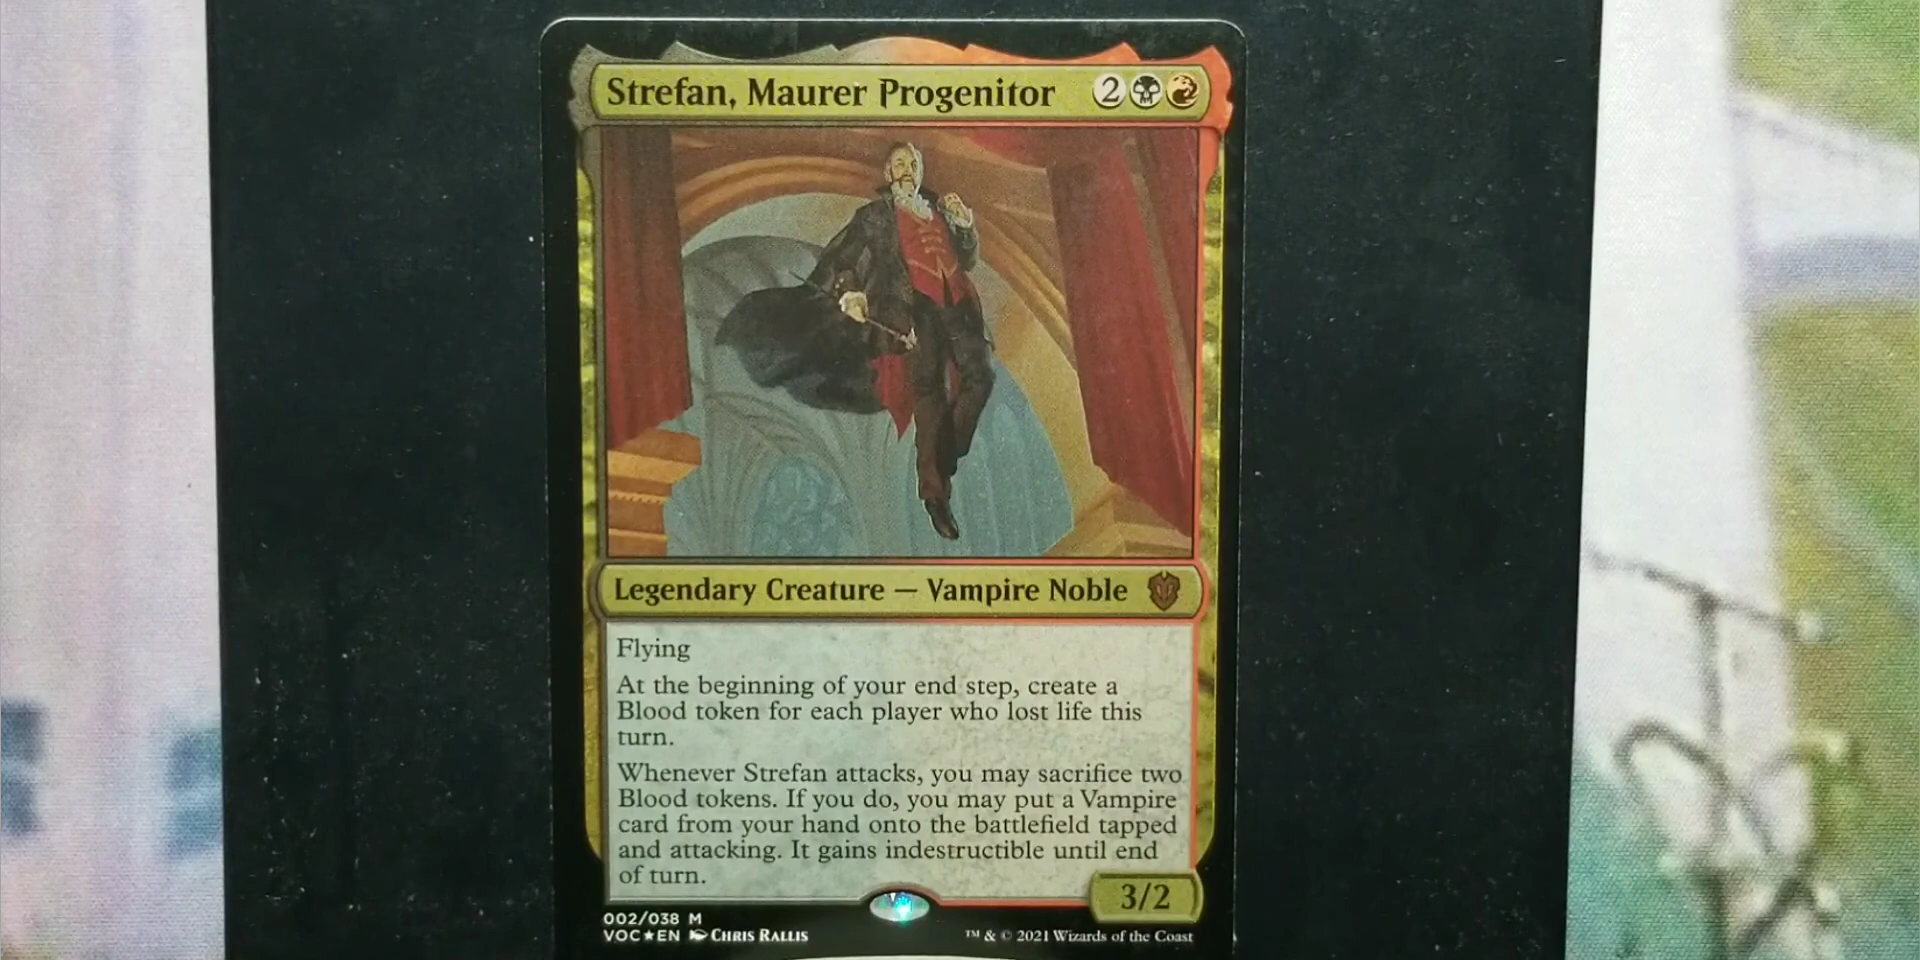 Strefan, Maurer Progenitor 2
Legendary Creature — Vampire Noble
Flying
At the beginning of your end step, create a
Blood token for each player who lost life this
turn.
Whenever Strefan attacks, you may sacrifice two
Blood tokens. If you do, you may put a Vampire
card from your hand onto the battlefield tapped
and attacking. It gains indestructible until end
of turn.
3/2
002/038 M
VOC★EN Chris Rallis
™ & © 2021 Wizards of the Coast